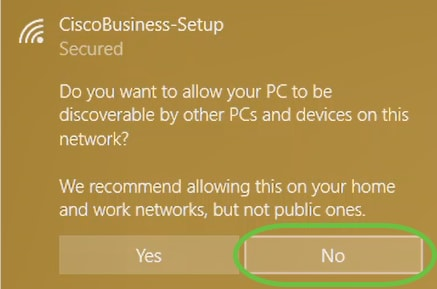 CiscoBusiness-Setup
Secured
Do you want to allow your PC to be
discoverable by other PCs and devices on this
network?
We recommend allowing this on your home
and work networks, but not public ones.
Yes
No